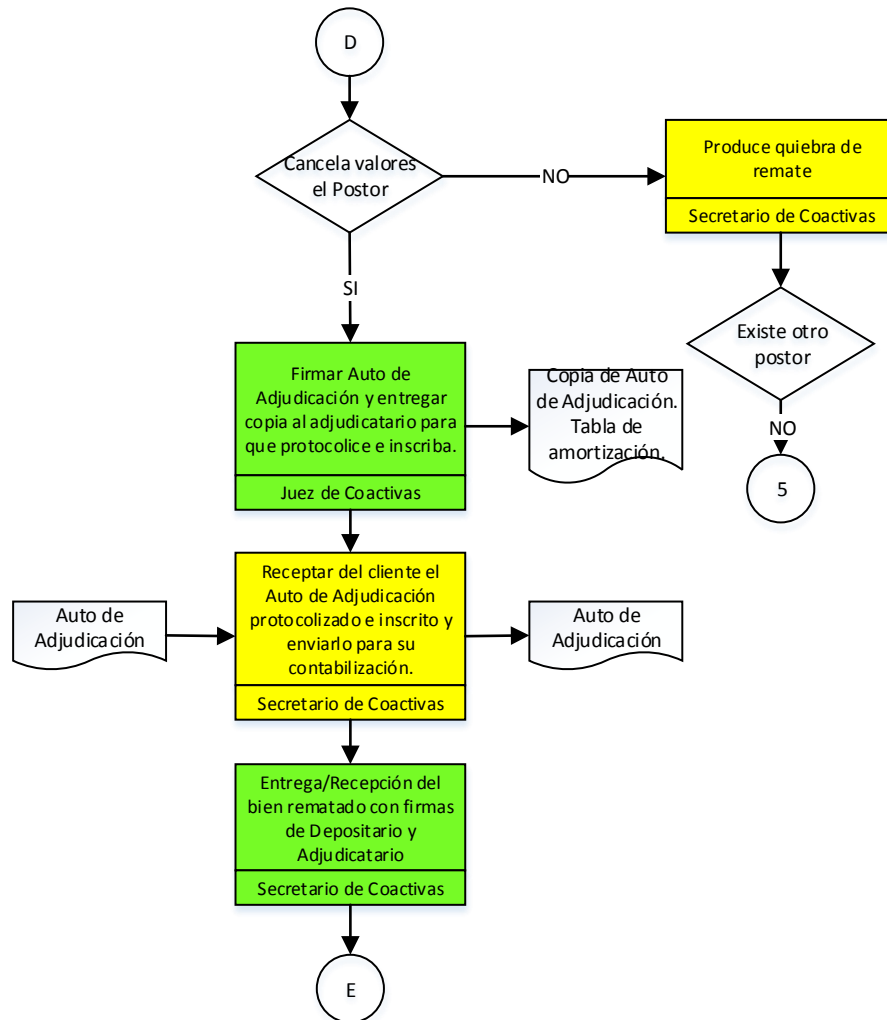 D
Cancela valores
el Postor
NO
Produce quiebra de
remate
Secretario de Coactivas
SI
Existe otro
postor
NO
5
Firmar Auto de
Adjudicación y entregar
copia al adjudicatario para
que protocolice e inscriba.
Juez de Coactivas
Copia de Auto
de Adjudicación.
Tabla de
amortización.
Auto de
Adjudicación
Receptar del cliente el
Auto de Adjudicación
protocolizado e inscrito y
enviarlo para su
contabilización.
Secretario de Coactivas
Auto de
Adjudicación
Entrega/Recepción del
bien rematado con firmas
de Depositario y
Adjudicatario
Secretario de Coactivas
E